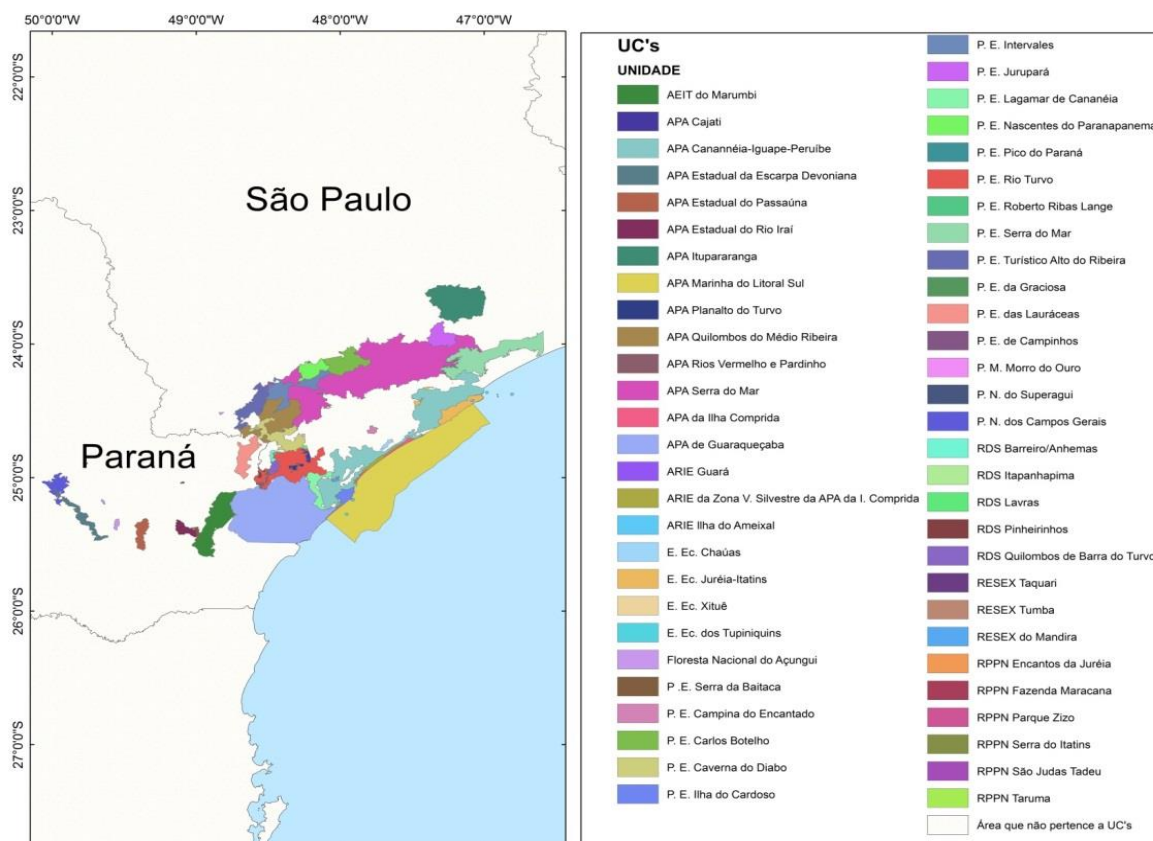 50°0'0"W
49°0'0"W
48°0'0"W
47°0'0"W
22°0'0"S
23°0'0"S
24°0'0"S
25°0'0"S
26°0'0"S
27°0'0"S
São Paulo
Paraná
UC's
UNIDADE
AEIT do Marumbi
APA Cajati
APA Canannéia-Iguape-Peruíbe
APA Estadual da Escarpa Devoniana
APA Estadual do Passaúna
APA Estadual do Rio Iraí
APA Itupararanga
APA Marinha do Litoral Sul
APA Planalto do Turvo
APA Quilombos do Médio Ribeira
APA Rios Vermelho e Pardinho
APA Serra do Mar
APA da Ilha Comprida
APA de Guaraqueçaba
ARIE Guará
ARIE da Zona V. Silvestre da APA da I. Comprida
ARIE Ilha do Ameixal
E. Ec. Chaúas
E. Ec. Juréia-Itatins
E. Ec. Xituê
E. Ec. dos Tupiniquins
Floresta Nacional do Açungui
P .E. Serra da Baitaca
P. E. Campina do Encantado
P. E. Carlos Botelho
P. E. Caverna do Diabo
P. E. Ilha do Cardoso
P. E. Intervales
P. E. Jurupará
P. E. Lagamar de Cananéia
P. E. Nascentes do Paranapanema
P. E. Pico do Paraná
P. E. Rio Turvo
P. E. Roberto Ribas Lange
P. E. Serra do Mar
P. E. Turístico Alto do Ribeira
P. E. da Graciosa
P. E. das Lauráceas
P. E. de Campinhos
P. M. Morro do Ouro
P. N. do Superagui
P. N. dos Campos Gerais
RDS Barreiro/Anhemas
RDS Itapanhapima
RDS Lavras
RDS Pinheirinhos
RDS Quilombos de Barra do Turvo
RESEX Taquari
RESEX Tumba
RESEX do Mandira
RPPN Encantos da Juréia
RPPN Fazenda Maracana
RPPN Parque Zizo
RPPN Serra do Itatins
RPPN São Judas Tadeu
RPPN Taruma
Área que não pertence a UC's